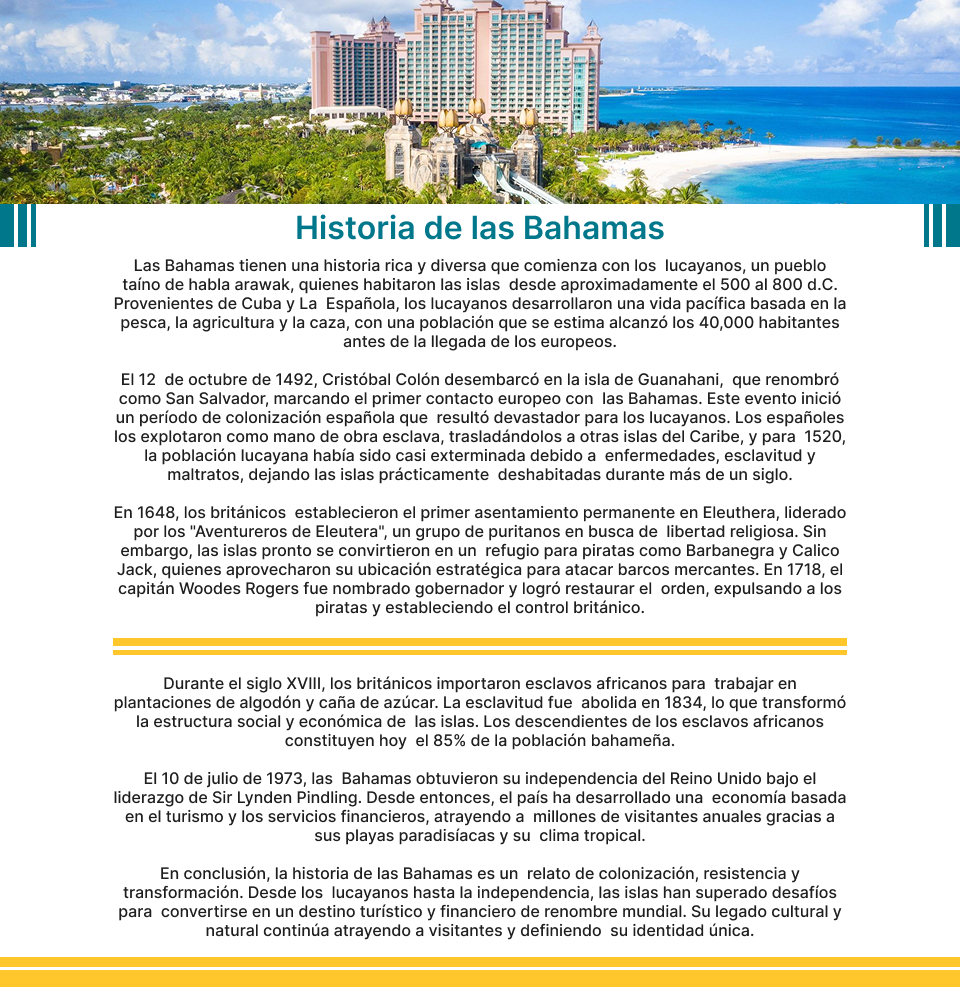 Historia de las Bahamas
Las Bahamas tienen una historia rica y diversa que comienza con los  lucayanos, un pueblo
taíno de habla arawak, quienes habitaron las islas  desde aproximadamente el 500 al 800 d.C.
Provenientes de Cuba y La  Española, los lucayanos desarrollaron una vida pacífica basada en la
pesca, la agricultura y la caza, con una población que se estima alcanzó los 40,000 habitantes
antes de la llegada de los europeos.
El 12  de octubre de 1492, Cristóbal Colón desembarcó en la isla de Guanahani,  que renombró
como San Salvador, marcando el primer contacto europeo con  las Bahamas. Este evento inició
un período de colonización española que  resultó devastador para los lucayanos. Los españoles
los explotaron como mano de obra esclava, trasladándolos a otras islas del Caribe, y para  1520,
la población lucayana había sido casi exterminada debido a  enfermedades, esclavitud y
maltratos, dejando las islas prácticamente  deshabitadas durante más de un siglo.
En 1648, los británicos  establecieron el primer asentamiento permanente en Eleuthera, liderado
por los "Aventureros de Eleutera", un grupo de puritanos en busca de  libertad religiosa. Sin
embargo, las islas pronto se convirtieron en un  refugio para piratas como Barbanegra y Calico
Jack, quienes aprovecharon su ubicación estratégica para atacar barcos mercantes. En 1718, el
capitán Woodes Rogers fue nombrado gobernador y logró restaurar el  orden, expulsando a los
piratas y estableciendo el control británico.
Durante el siglo XVIII, los británicos importaron esclavos africanos para  trabajar en
plantaciones de algodón y caña de azúcar. La esclavitud fue  abolida en 1834, lo que transformó
la estructura social y económica de  las islas. Los descendientes de los esclavos africanos
constituyen hoy  el 85% de la población bahameña.
El 10 de julio de 1973, las  Bahamas obtuvieron su independencia del Reino Unido bajo el
liderazgo de Sir Lynden Pindling. Desde entonces, el país ha desarrollado una  economía basada
en el turismo y los servicios financieros, atrayendo a  millones de visitantes anuales gracias a
sus playas paradisíacas y su  clima tropical.
En conclusión, la historia de las Bahamas es un  relato de colonización, resistencia y
transformación. Desde los  lucayanos hasta la independencia, las islas han superado desafíos
para  convertirse en un destino turístico y financiero de renombre mundial. Su legado cultural y
natural continúa atrayendo a visitantes y definiendo  su identidad única.